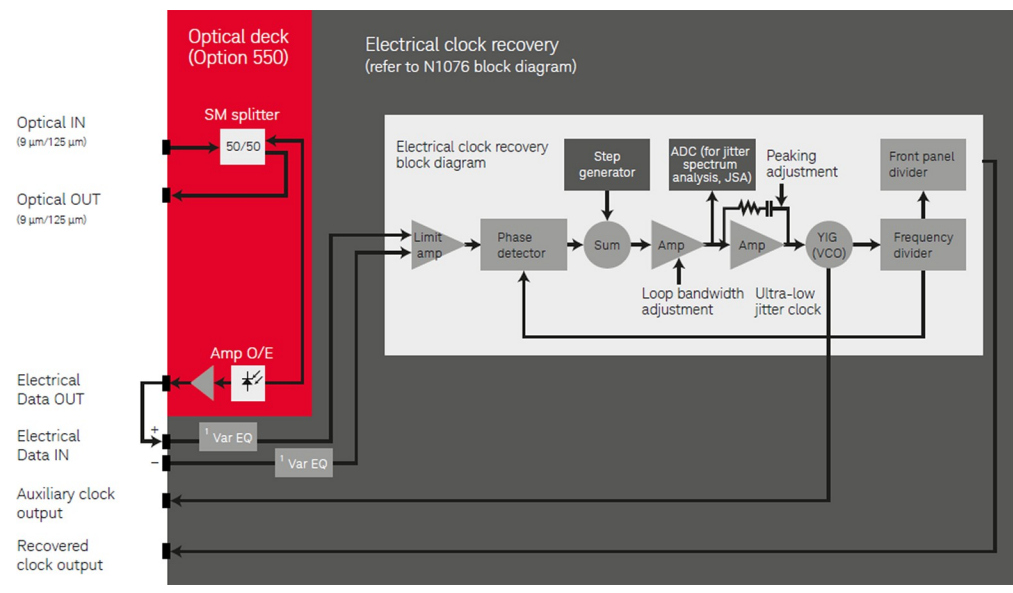 Optical deck
(Option 550)
Electrical clock recovery
(refer to N1076 block diagram)
SM splitter
Optical IN
(9 µm/125 µm)
50/50
Optical OUT
(9 µm/125 µm)
Electrical clock recovery
block diagram
Step
generator
ADC (for jitter
spectrum
analysis, JSA)
Peaking
adjustment
Front panel
divider
Limit
amp
Phase
detector
Sum
Amp
Amp
YIG
(VCO)
Frequency
divider
Loop bandwidth
adjustment
Ultra-low
jitter clock
Amp O/E
Electrical
Data OUT
+
1 Var EQ
Electrical
Data IN
–
1 Var EQ
Auxiliary clock
output
Recovered
clock output